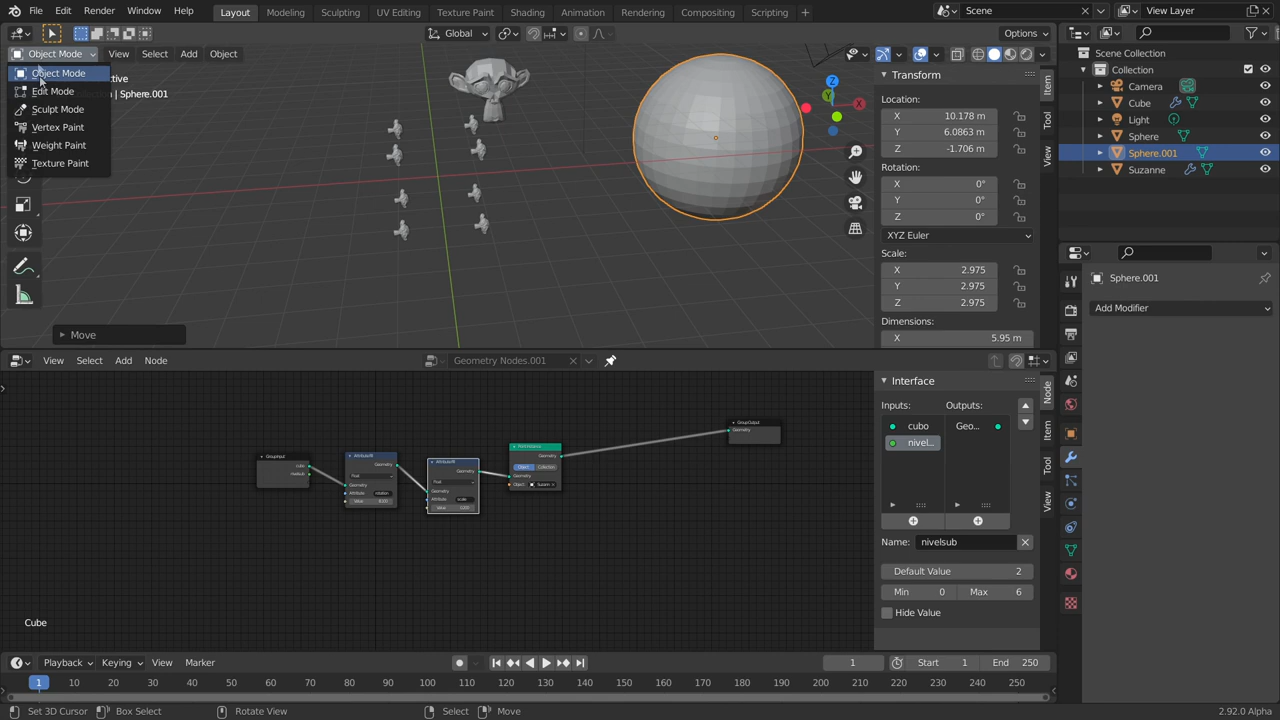 File Edit Render Window Help
Layout Modeling Sculpting UV Editing Texture Paint Shading Animation Rendering Compositing Scripting +
Scene
View Layer
Object Mode View Select Add Object
Global
Options
Object Mode
Edit Mode
Sculpt Mode
Vertex Paint
Weight Paint
Texture Paint
| Sphere.001
Move
Z
Y
X
Transform
Location:
X 10.178 m
Y 6.0863 m
Z -1.706 m
Rotation:
X 0°
Y 0°
Z 0°
XYZ Euler
Scale:
X 2.975
Y 2.975
Z 2.975
Dimensions:
X 5.95 m
Item
Tool
View
Scene Collection
Collection
Camera
Cube
Light
Sphere
Sphere.001
Suzanne
Sphere.001
Add Modifier
View Select Add Node
Geometry Nodes.001
Cube
Interface
Inputs: Outputs:
cubo Geo...
nivel...
Name: nivelsub
Default Value 2
Min 0 Max 6
Hide Value
Node
Item
Tool
View
Playback Keying View Marker
1
Start 1
End 250
1 10 20 30 40 50 60 70 80 90 100 110 120 130 140 150 160 170 180 190 200 210 220 230 240 250
Set 3D Cursor Box Select Rotate View Select Move 2.92.0 Alpha